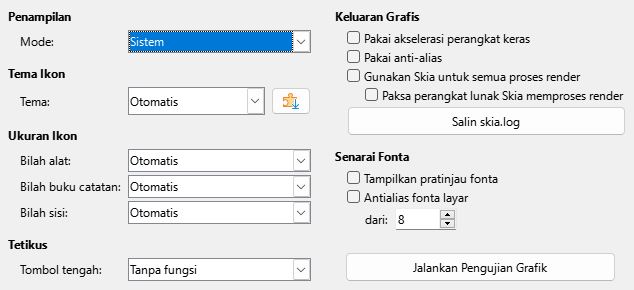 Penampilan
Mode: Sistem
Tema Ikon
Tema: Otomatis
Ukuran Ikon
Bilah alat: Otomatis
Bilah buku catatan: Otomatis
Bilah sisi: Otomatis
Tetikus
Tombol tengah: Tanpa fungsi
Keluaran Grafis
Pakai akselerasi perangkat keras
Pakai anti-alias
Gunakan Skia untuk semua proses render
Paksa perangkat lunak Skia memproses render
Salin skia.log
Senarai Fonta
Tampilkan pratinjau fonta
Antialias fonta layar
dari: 8
Jalankan Pengujian Grafik